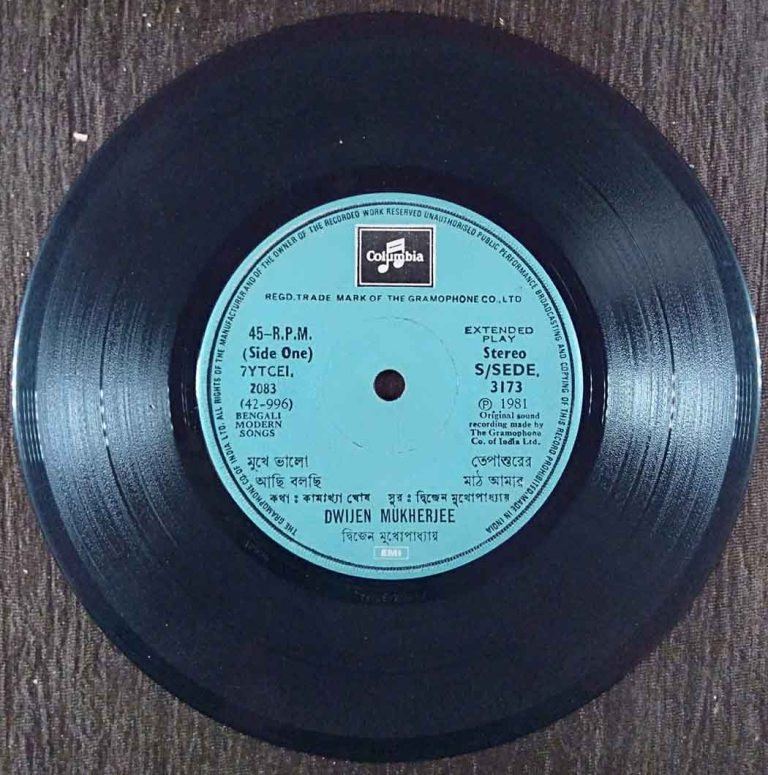 THE GRAMOPHONE CO. OF INDIA LTD. ALL RIGHTS OF THE MANUFACTURER AND OF THE OWNER OF THE RECORDED WORK RESERVED UNAUTHORISED PUBLIC PERFORMANCE BROADCASTING AND COPYING OF THIS RECORD PROHIBITED. MADE IN INDIA
Columbia
REGD. TRADE MARK OF THE GRAMOPHONE CO., LTD
45-R.P.M.
(Side One)
7YTCEI.
2083
(42-996)
BENGALI
MODERN
SONGS
EXTENDED
PLAY
Stereo
S/SEDE.
3173
Ⓟ 1981
Original sound
recording made by
The Gramophone
Co. of India Ltd.
মুখে ভালো
আছি বলছি
তেপান্তরের
মাঠ আমার
কথা : কামাখ্যা ঘোষ সুর : দ্বিজেন মুখোপাধ্যায়
DWIJEN MUKHERJEE
দ্বিজেন মুখোপাধ্যায়
EMI